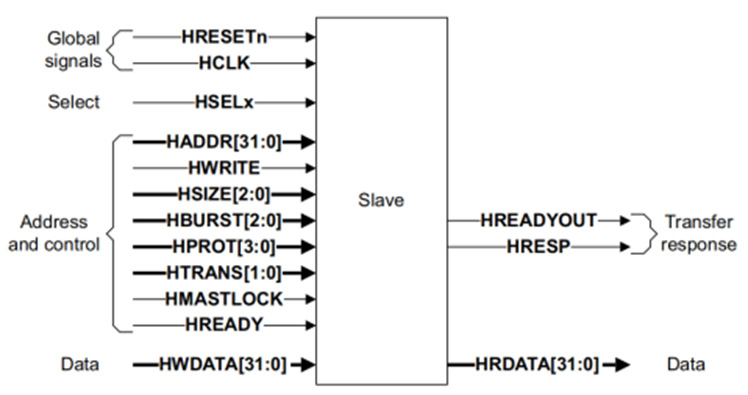 Global
signals
HRESETn
HCLK
Select
HSELx
Address
and control
HADDR[31:0]
HWRITE
HSIZE[2:0]
HBURST[2:0]
HPROT[3:0]
HTRANS[1:0]
HMASTLOCK
HREADY
Data
HWDATA[31:0]
Slave
HREADYOUT
HRESP
Transfer
response
HRDATA[31:0]
Data